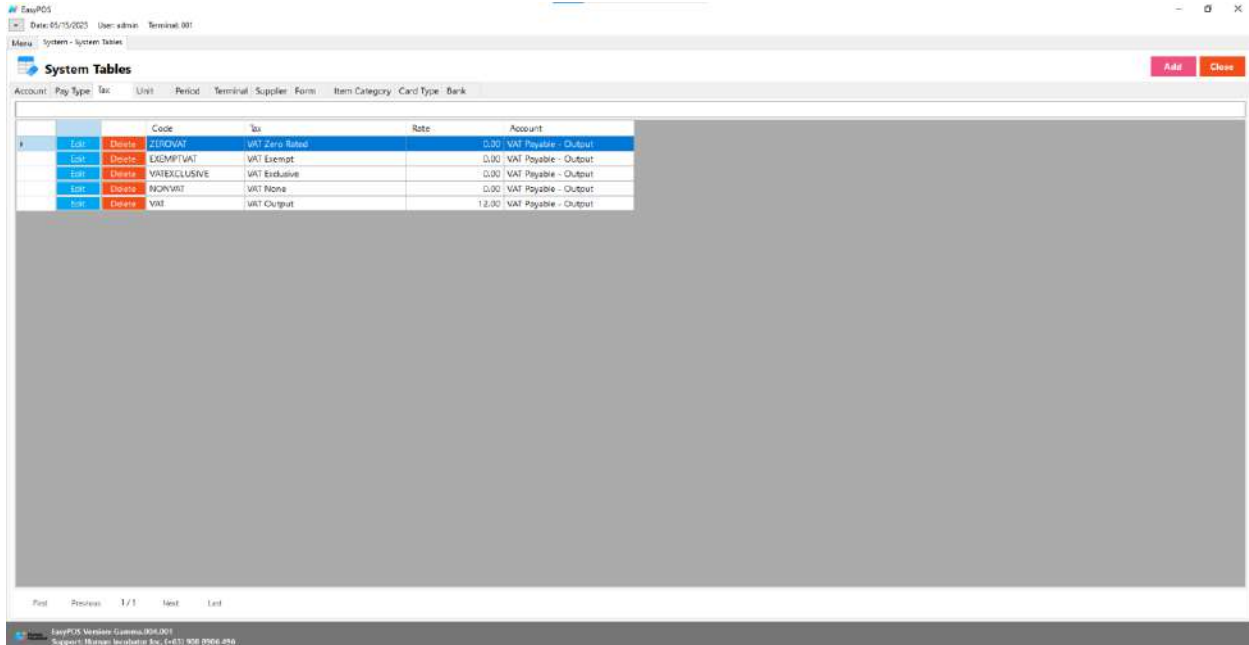 EasyPOS
Date: 05/15/2023 User: admin Terminal: 001
Menu System - System Tables
System Tables
Add Close
Account Pay Type Tax Unit Period Terminal Supplier Form Item Category Card Type Bank
Code Tax Rate Account
Edit Delete ZEROVAT VAT Zero Rated 0.00 VAT Payable - Output
Edit Delete EXEMPTVAT VAT Exempt 0.00 VAT Payable - Output
Edit Delete VATEXCLUSIVE VAT Exclusive 0.00 VAT Payable - Output
Edit Delete NONVAT VAT None 0.00 VAT Payable - Output
Edit Delete VAT VAT Output 12.00 VAT Payable - Output
First Previous 1 / 1 Next Last
EasyPOS Version: Gamma.004.001
Support: Human Incubator Inc.